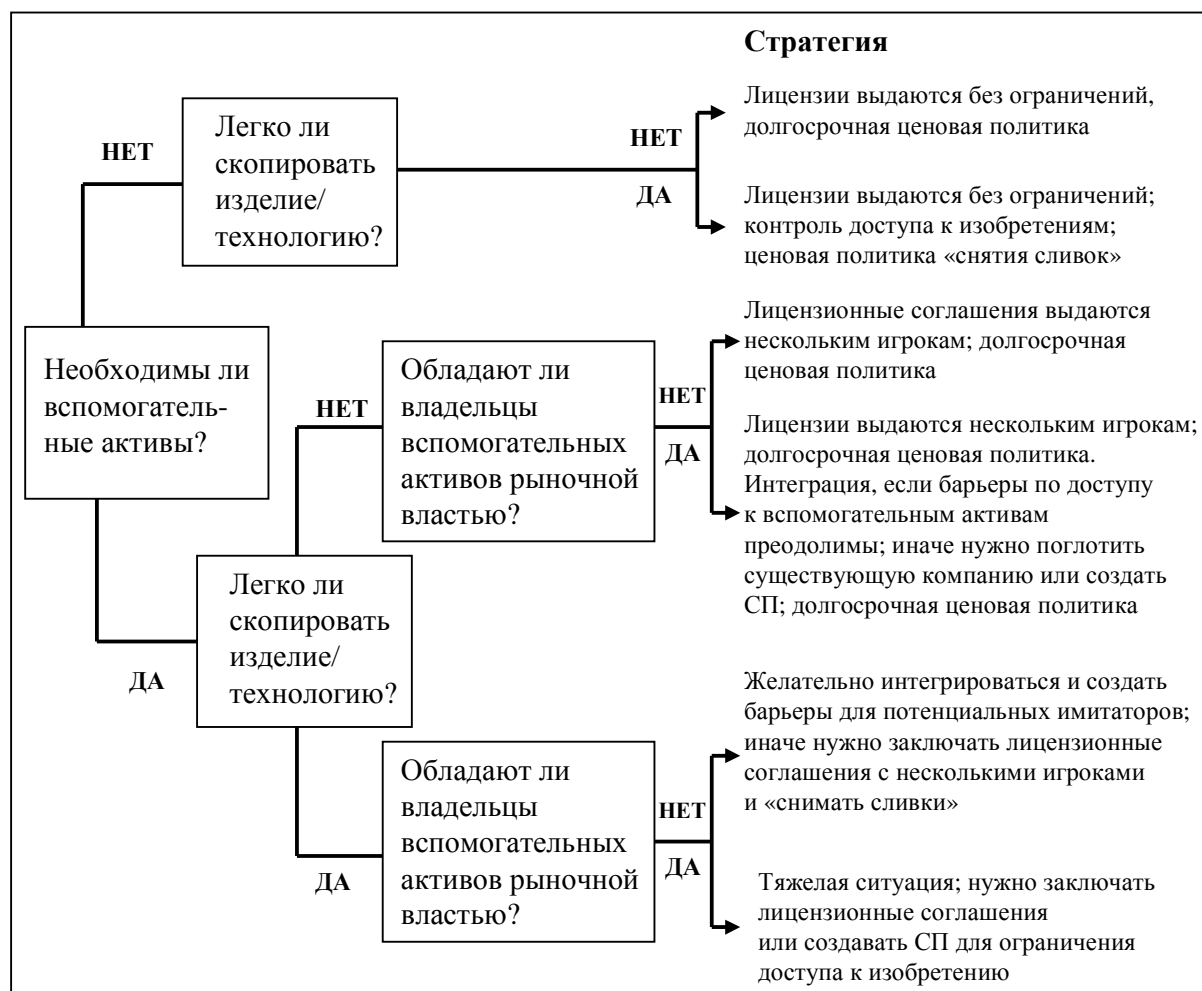 Стратегия
Легко ли
скопировать
изделие/
технологию?
НЕТ
НЕТ
ДА
Лицензии выдаются без ограничений,
долгосрочная ценовая политика
Лицензии выдаются без ограничений;
контроль доступа к изобретениям;
ценовая политика «снятия сливок»
Необходимы ли
вспомогатель-
ные активы?
НЕТ
Обладают ли
владельцы
вспомогательных
активов рыночной
властью?
НЕТ
ДА
Лицензионные соглашения выдаются
нескольким игрокам; долгосрочная
ценовая политика
Лицензии выдаются нескольким игрокам;
долгосрочная ценовая политика.
Интеграция, если барьеры по доступу
к вспомогательным активам
преодолимы; иначе нужно поглотить
существующую компанию или создать
СП; долгосрочная ценовая политика
ДА
Легко ли
скопировать
изделие/
технологию?
ДА
Обладают ли
владельцы
вспомогательных
активов рыночной
властью?
НЕТ
ДА
Желательно интегрироваться и создать
барьеры для потенциальных имитаторов;
иначе нужно заключать лицензионные
соглашения с несколькими игроками
и «снимать сливки»
Тяжелая ситуация; нужно заключать
лицензионные соглашения
или создавать СП для ограничения
доступа к изобретению